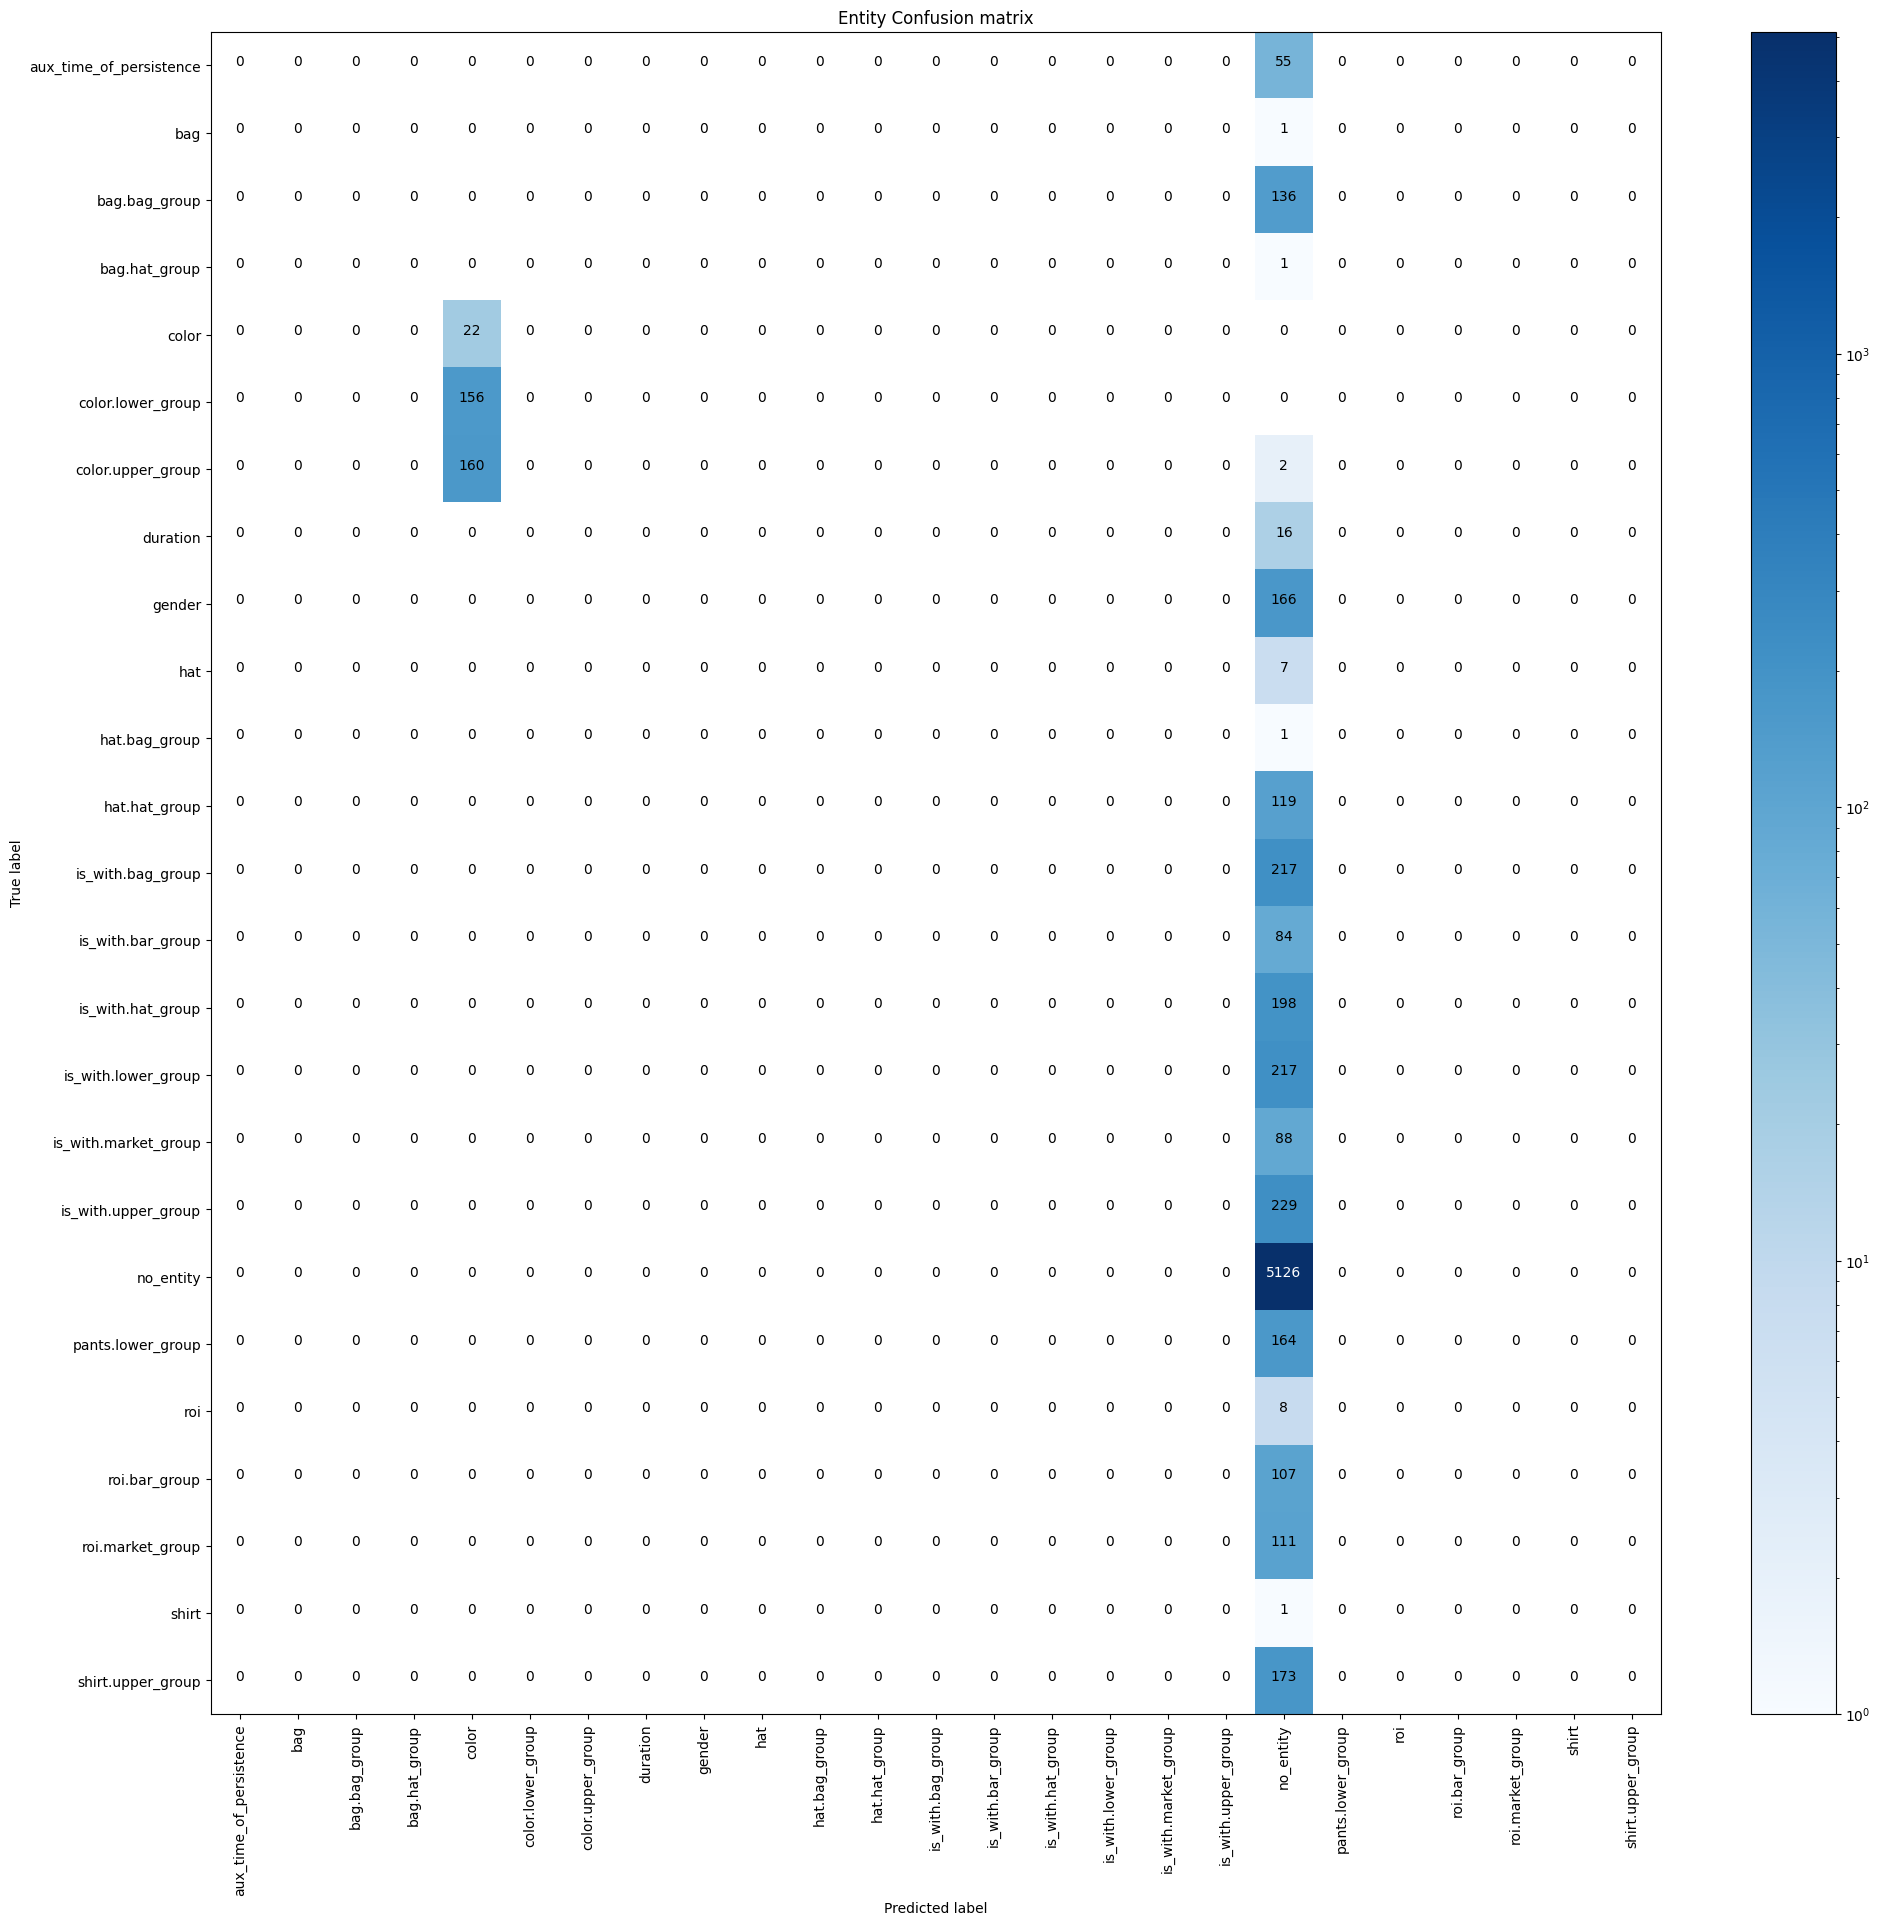 Entity Confusion matrix
aux_time_of_persistence 0 0 0 0 0 0 0 0 0 0 0 0 0 0 0 0 0 0 55 0 0 0 0 0 0
bag 0 0 0 0 0 0 0 0 0 0 0 0 0 0 0 0 0 0 1 0 0 0 0 0 0
bag.bag_group 0 0 0 0 0 0 0 0 0 0 0 0 0 0 0 0 0 0 136 0 0 0 0 0 0
bag.hat_group 0 0 0 0 0 0 0 0 0 0 0 0 0 0 0 0 0 0 1 0 0 0 0 0 0
color 0 0 0 0 22 0 0 0 0 0 0 0 0 0 0 0 0 0 0 0 0 0 0 0 0
color.lower_group 0 0 0 0 156 0 0 0 0 0 0 0 0 0 0 0 0 0 0 0 0 0 0 0 0
color.upper_group 0 0 0 0 160 0 0 0 0 0 0 0 0 0 0 0 0 0 2 0 0 0 0 0 0
duration 0 0 0 0 0 0 0 0 0 0 0 0 0 0 0 0 0 0 16 0 0 0 0 0 0
gender 0 0 0 0 0 0 0 0 0 0 0 0 0 0 0 0 0 0 166 0 0 0 0 0 0
hat 0 0 0 0 0 0 0 0 0 0 0 0 0 0 0 0 0 0 7 0 0 0 0 0 0
hat.bag_group 0 0 0 0 0 0 0 0 0 0 0 0 0 0 0 0 0 0 1 0 0 0 0 0 0
hat.hat_group 0 0 0 0 0 0 0 0 0 0 0 0 0 0 0 0 0 0 119 0 0 0 0 0 0
is_with.bag_group 0 0 0 0 0 0 0 0 0 0 0 0 0 0 0 0 0 0 217 0 0 0 0 0 0
is_with.bar_group 0 0 0 0 0 0 0 0 0 0 0 0 0 0 0 0 0 0 84 0 0 0 0 0 0
is_with.hat_group 0 0 0 0 0 0 0 0 0 0 0 0 0 0 0 0 0 0 198 0 0 0 0 0 0
is_with.lower_group 0 0 0 0 0 0 0 0 0 0 0 0 0 0 0 0 0 0 217 0 0 0 0 0 0
is_with.market_group 0 0 0 0 0 0 0 0 0 0 0 0 0 0 0 0 0 0 88 0 0 0 0 0 0
is_with.upper_group 0 0 0 0 0 0 0 0 0 0 0 0 0 0 0 0 0 0 229 0 0 0 0 0 0
no_entity 0 0 0 0 0 0 0 0 0 0 0 0 0 0 0 0 0 0 5126 0 0 0 0 0 0
pants.lower_group 0 0 0 0 0 0 0 0 0 0 0 0 0 0 0 0 0 0 164 0 0 0 0 0 0
roi 0 0 0 0 0 0 0 0 0 0 0 0 0 0 0 0 0 0 8 0 0 0 0 0 0
roi.bar_group 0 0 0 0 0 0 0 0 0 0 0 0 0 0 0 0 0 0 107 0 0 0 0 0 0
roi.market_group 0 0 0 0 0 0 0 0 0 0 0 0 0 0 0 0 0 0 111 0 0 0 0 0 0
shirt 0 0 0 0 0 0 0 0 0 0 0 0 0 0 0 0 0 0 1 0 0 0 0 0 0
shirt.upper_group 0 0 0 0 0 0 0 0 0 0 0 0 0 0 0 0 0 0 173 0 0 0 0 0 0
True label
aux_time_of_persistence
bag
bag.bag_group
bag.hat_group
color
color.lower_group
color.upper_group
duration
gender
hat
hat.bag_group
hat.hat_group
is_with.bag_group
is_with.bar_group
is_with.hat_group
is_with.lower_group
is_with.market_group
is_with.upper_group
no_entity
pants.lower_group
roi
roi.bar_group
roi.market_group
shirt
shirt.upper_group
Predicted label
10³
10²
10¹
10⁰